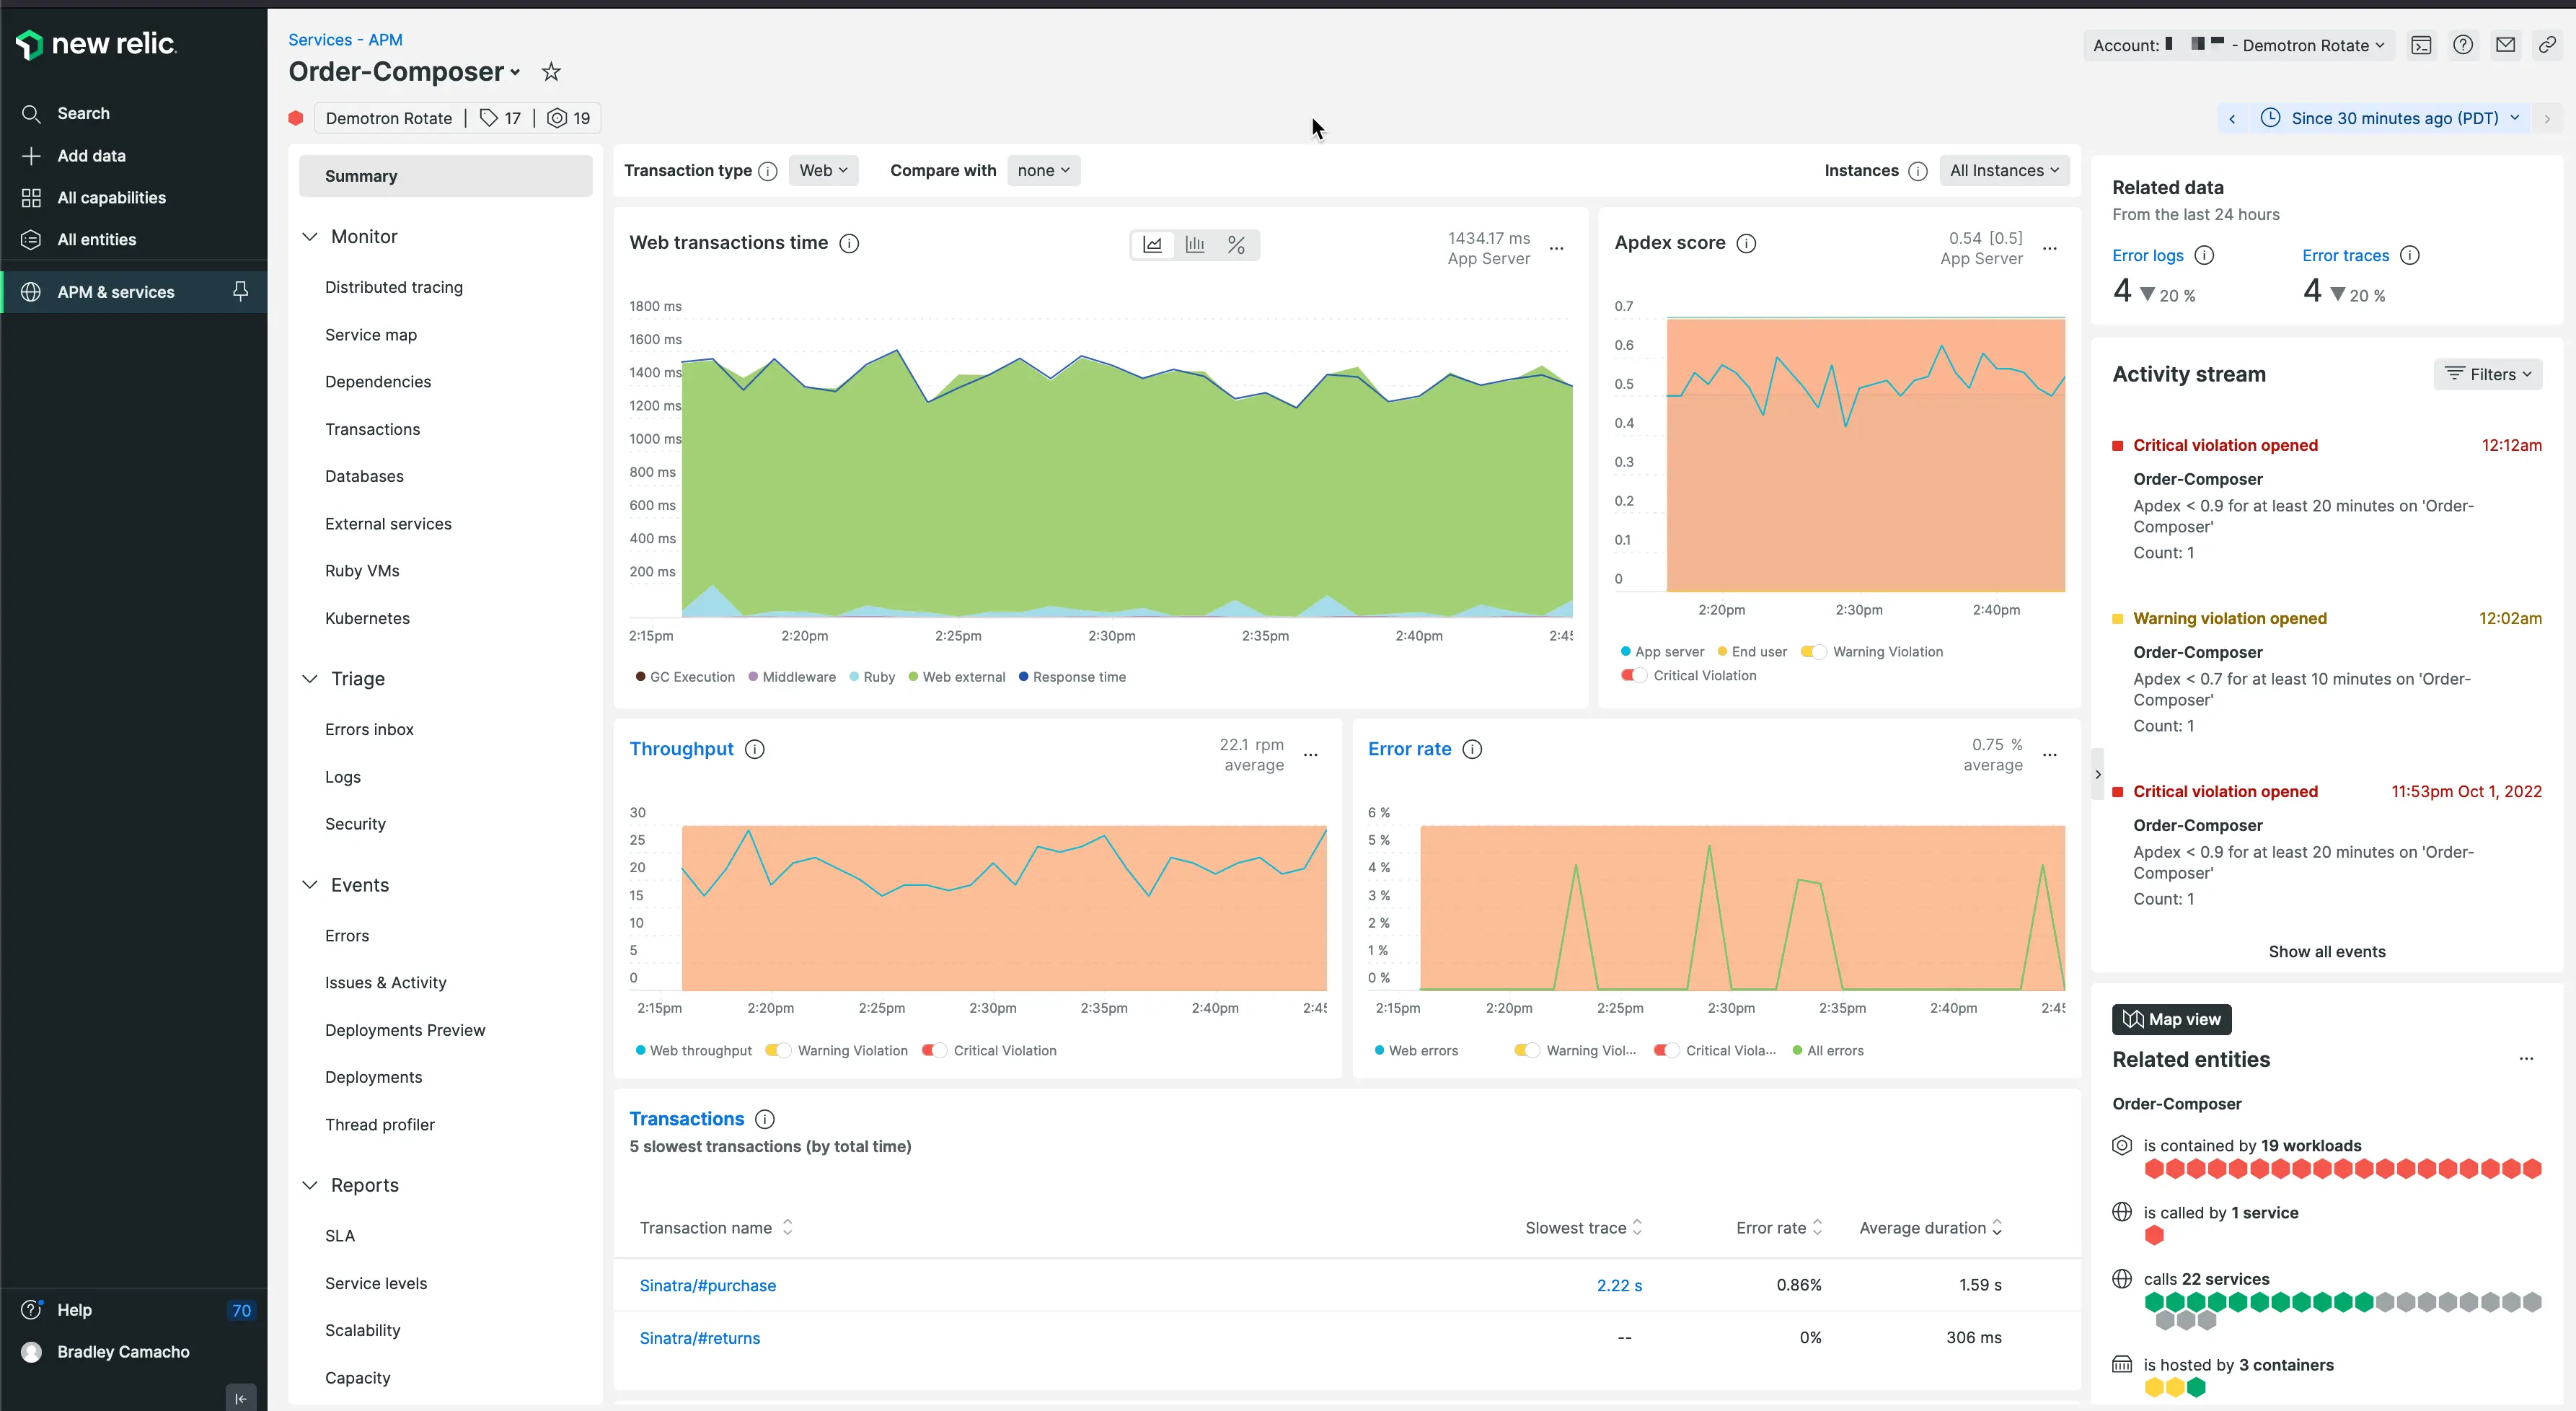 new relic.
Search
Add data
All capabilities
All entities
APM & services
Help 70
Bradley Camacho
Services - APM
Order-Composer
Demotron Rotate | 17 | 19
Account: - Demotron Rotate
Since 30 minutes ago (PDT)
Summary
Monitor
Distributed tracing
Service map
Dependencies
Transactions
Databases
External services
Ruby VMs
Kubernetes
Triage
Errors inbox
Logs
Security
Events
Errors
Issues & Activity
Deployments Preview
Deployments
Thread profiler
Reports
SLA
Service levels
Scalability
Capacity
Transaction type Web Compare with none Instances All Instances
Web transactions time
%
1434.17 ms
App Server
...
1800 ms
1600 ms
1400 ms
1200 ms
1000 ms
800 ms
600 ms
400 ms
200 ms
2:15pm 2:20pm 2:25pm 2:30pm 2:35pm 2:40pm 2:45
GC Execution Middleware Ruby Web external Response time
Apdex score
0.54 [0.5]
App Server
...
0.7
0.6
0.5
0.4
0.3
0.2
0.1
0
2:20pm 2:30pm 2:40pm
App server End user Warning Violation
Critical Violation
Throughput
22.1 rpm
average
...
30
25
20
15
10
5
0
2:15pm 2:20pm 2:25pm 2:30pm 2:35pm 2:40pm 2:45
Web throughput Warning Violation Critical Violation
Error rate
0.75 %
average
...
6 %
5 %
4 %
3 %
2 %
1 %
0 %
2:15pm 2:20pm 2:25pm 2:30pm 2:35pm 2:40pm 2:45
Web errors Warning Viol... Critical Viola... All errors
Transactions
5 slowest transactions (by total time)
Transaction name Slowest trace Error rate Average duration
Sinatra/#purchase 2.22 s 0.86% 1.59 s
Sinatra/#returns -- 0% 306 ms
Related data
From the last 24 hours
Error logs Error traces
4 20 % 4 20 %
Activity stream Filters
Critical violation opened 12:12am
Order-Composer
Apdex < 0.9 for at least 20 minutes on 'Order-
Composer'
Count: 1
Warning violation opened 12:02am
Order-Composer
Apdex < 0.7 for at least 10 minutes on 'Order-
Composer'
Count: 1
Critical violation opened 11:53pm Oct 1, 2022
Order-Composer
Apdex < 0.9 for at least 20 minutes on 'Order-
Composer'
Count: 1
Show all events
Map view
Related entities ...
Order-Composer
is contained by 19 workloads
is called by 1 service
calls 22 services
is hosted by 3 containers